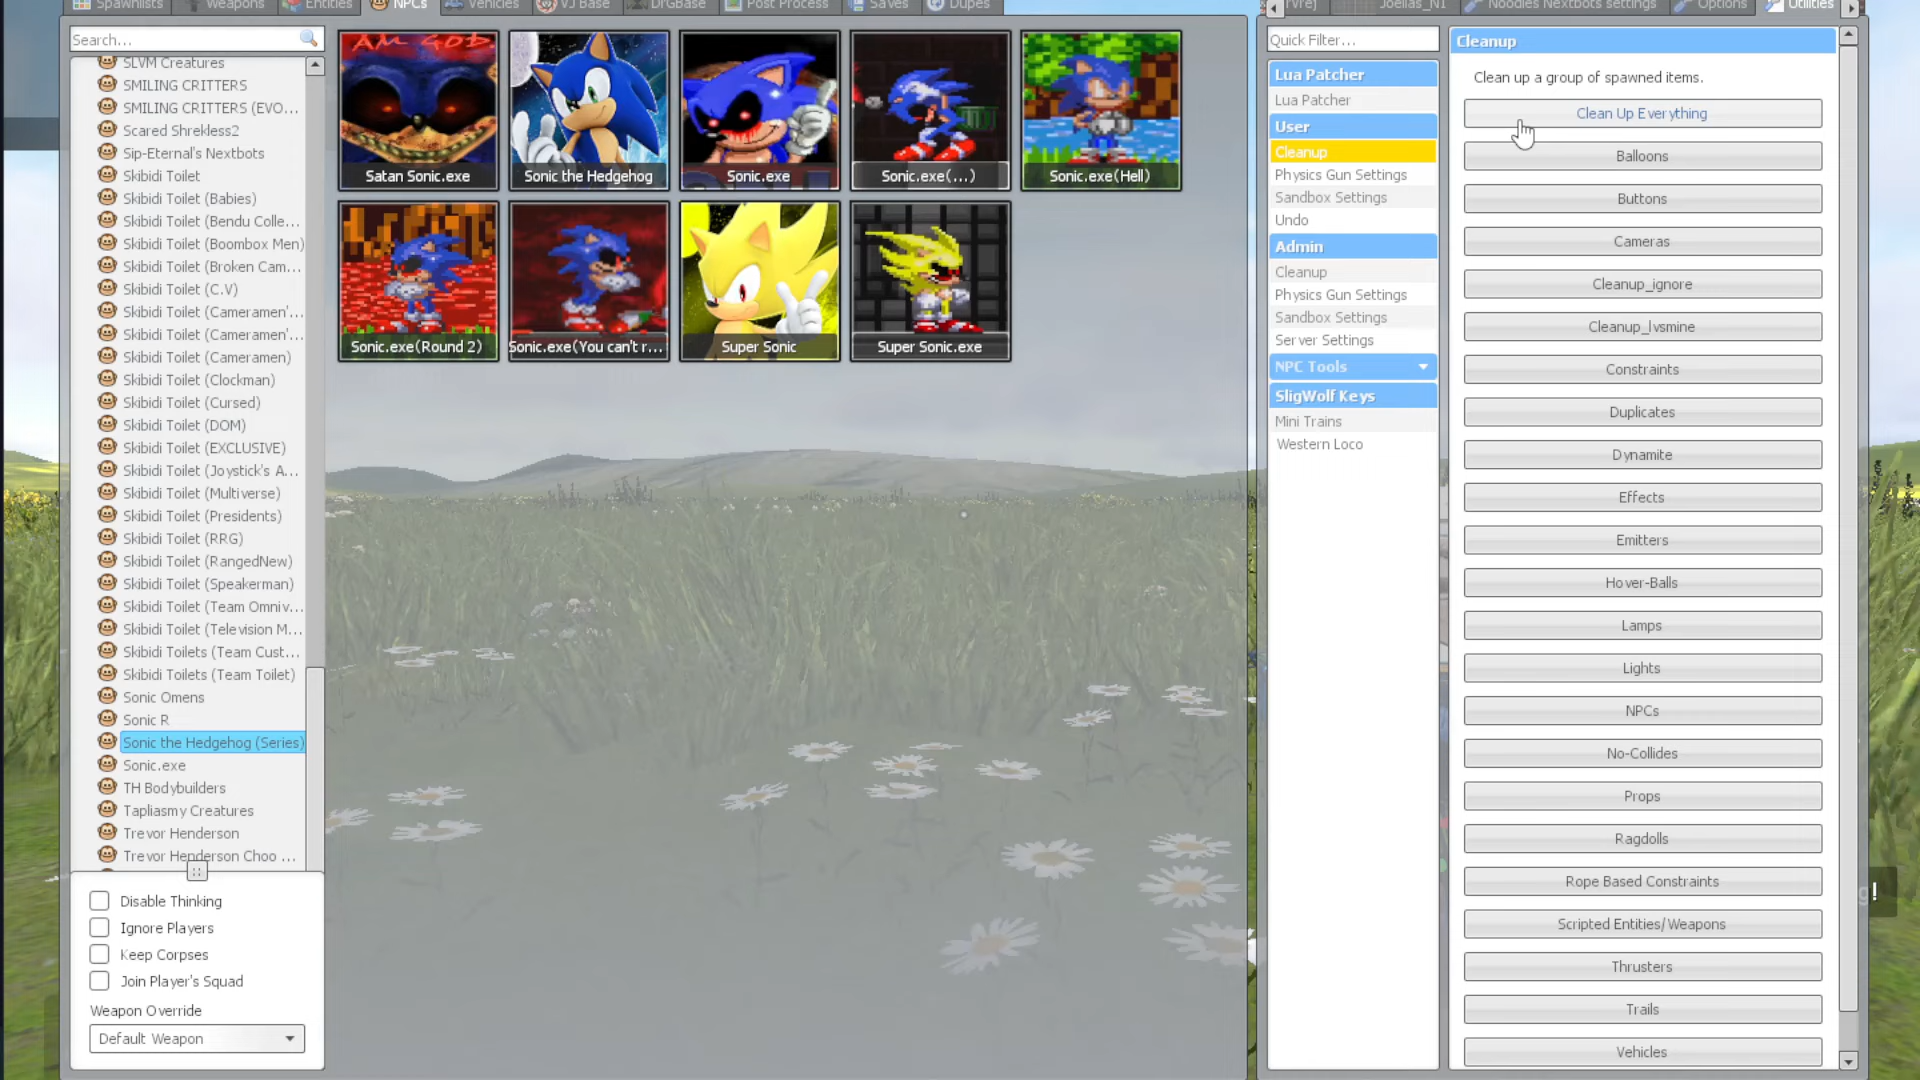 Spawnlists Weapons Entities NPCs Vehicles VJ Base DrGBase Post Process Saves Dupes
Search...
SLVM Creatures
SMILING CRITTERS
SMILING CRITTERS (EVO...
Scared Shrekless2
Sip-Eternal's Nextbots
Skibidi Toilet
Skibidi Toilet (Babies)
Skibidi Toilet (Bendu Colle...
Skibidi Toilet (Boombox Men)
Skibidi Toilet (Broken Cam...
Skibidi Toilet (C.V)
Skibidi Toilet (Cameramen'...
Skibidi Toilet (Cameramen'...
Skibidi Toilet (Cameramen)
Skibidi Toilet (Clockman)
Skibidi Toilet (Cursed)
Skibidi Toilet (DOM)
Skibidi Toilet (EXCLUSIVE)
Skibidi Toilet (Joystick's A...
Skibidi Toilet (Multiverse)
Skibidi Toilet (Presidents)
Skibidi Toilet (RRG)
Skibidi Toilet (RangedNew)
Skibidi Toilet (Speakerman)
Skibidi Toilet (Team Omniv...
Skibidi Toilet (Television M...
Skibidi Toilets (Team Cust...
Skibidi Toilets (Team Toilet)
Sonic Omens
Sonic R
Sonic the Hedgehog (Series)
Sonic.exe
TH Bodybuilders
Tapliasmy Creatures
Trevor Henderson
Trevor Henderson Choo ...
Disable Thinking
Ignore Players
Keep Corpses
Join Player's Squad
Weapon Override
Default Weapon
AM GOD
Satan Sonic.exe
Sonic the Hedgehog
Sonic.exe
Sonic.exe(...)
Sonic.exe(Hell)
Sonic.exe(Round 2)
Sonic.exe(You can't r...
Super Sonic
Super Sonic.exe
Joellas_N1 Noodles Nextbots settings Options Utilities
Quick Filter...
Lua Patcher
Lua Patcher
User
Cleanup
Physics Gun Settings
Sandbox Settings
Undo
Admin
Cleanup
Physics Gun Settings
Sandbox Settings
Server Settings
NPC Tools
SligWolf Keys
Mini Trains
Western Loco
Cleanup
Clean up a group of spawned items.
Clean Up Everything
Balloons
Buttons
Cameras
Cleanup_ignore
Cleanup_lvsmine
Constraints
Duplicates
Dynamite
Effects
Emitters
Hover-Balls
Lamps
Lights
NPCs
No-Collides
Props
Ragdolls
Rope Based Constraints
Scripted Entities/Weapons
Thrusters
Trails
Vehicles